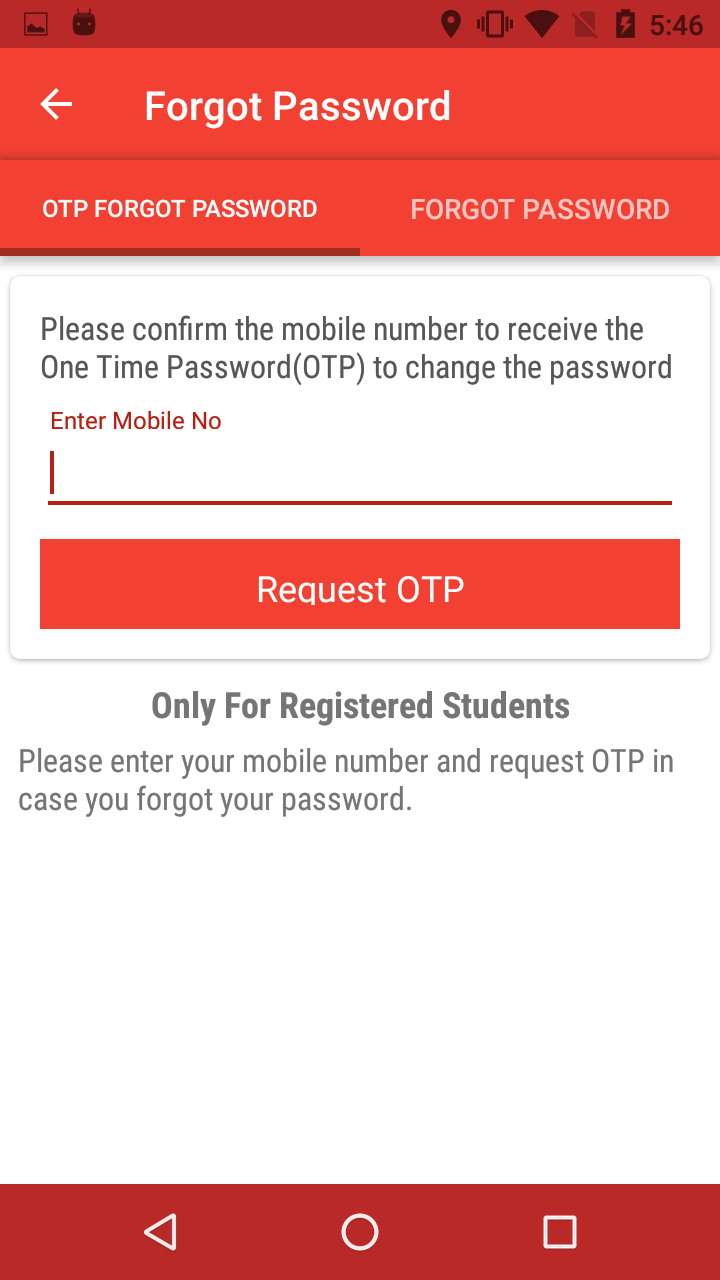 5:46
Forgot Password
OTP FORGOT PASSWORD
FORGOT PASSWORD
Please confirm the mobile number to receive the
One Time Password(OTP) to change the password
Enter Mobile No
Request OTP
Only For Registered Students
Please enter your mobile number and request OTP in
case you forgot your password.